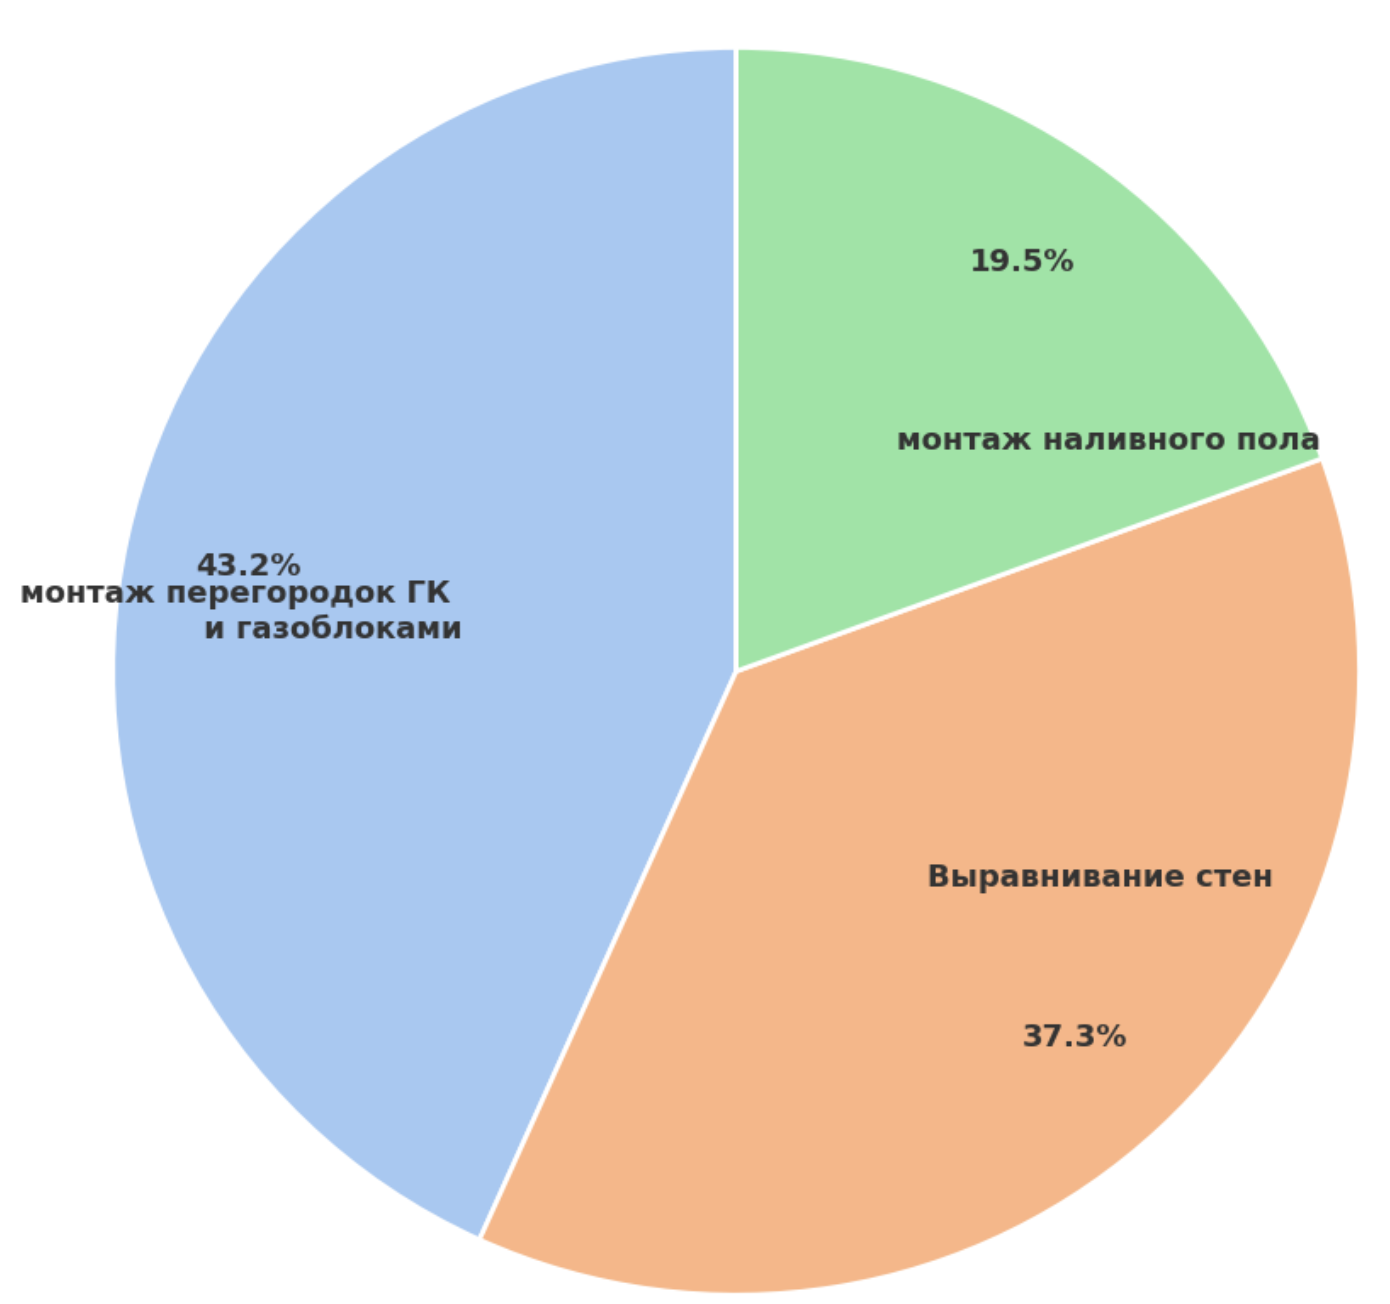 19.5%
монтаж наливного пола
43.2%
монтаж перегородок ГК
и газоблоками
Выравнивание стен
37.3%